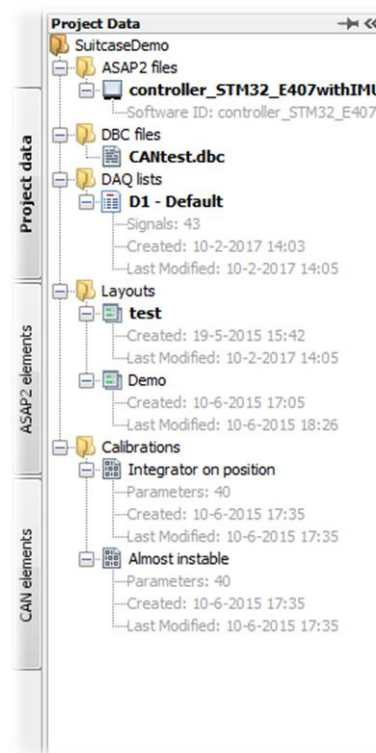 Project Data
SuitcaseDemo
ASAP2 files
controller_STM32_E407withIMU
Software ID: controller_STM32_E407
DBC files
CANtest.dbc
DAQ lists
D1 - Default
Signals: 43
Created: 10-2-2017 14:03
Last Modified: 10-2-2017 14:05
Layouts
test
Created: 19-5-2015 15:42
Last Modified: 10-2-2017 14:05
Demo
Created: 10-6-2015 17:05
Last Modified: 10-6-2015 18:26
Calibrations
Integrator on position
Parameters: 40
Created: 10-6-2015 17:35
Last Modified: 10-6-2015 17:35
Almost instable
Parameters: 40
Created: 10-6-2015 17:35
Last Modified: 10-6-2015 17:35
Project data
ASAP2 elements
CAN elements